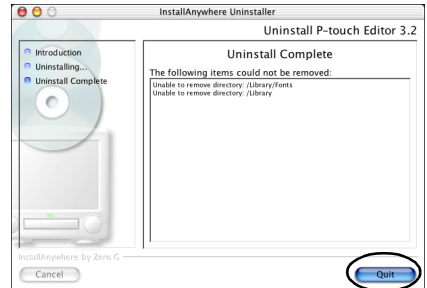 InstallAnywhere Uninstaller
Uninstall P-touch Editor 3.2
Introduction
Uninstalling...
Uninstall Complete
Uninstall Complete
The following items could not be removed:
Unable to remove directory: /Library/Fonts
Unable to remove directory: /Library
InstallAnywhere by Zero G
Cancel
Quit